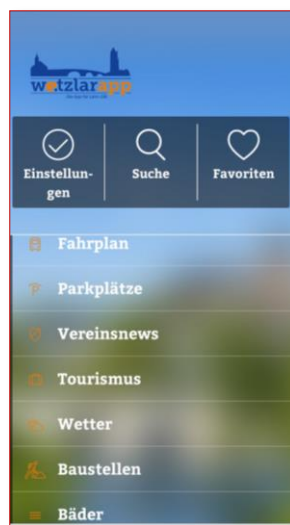 wetzlarapp
Einstellun-
gen
Suche
Favoriten
Fahrplan
Parkplätze
Vereinsnews
Tourismus
Wetter
Baustellen
Bäder